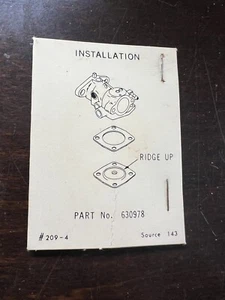 INSTALLATION
RIDGE UP
PART No. 630978
#209-4 Source 143